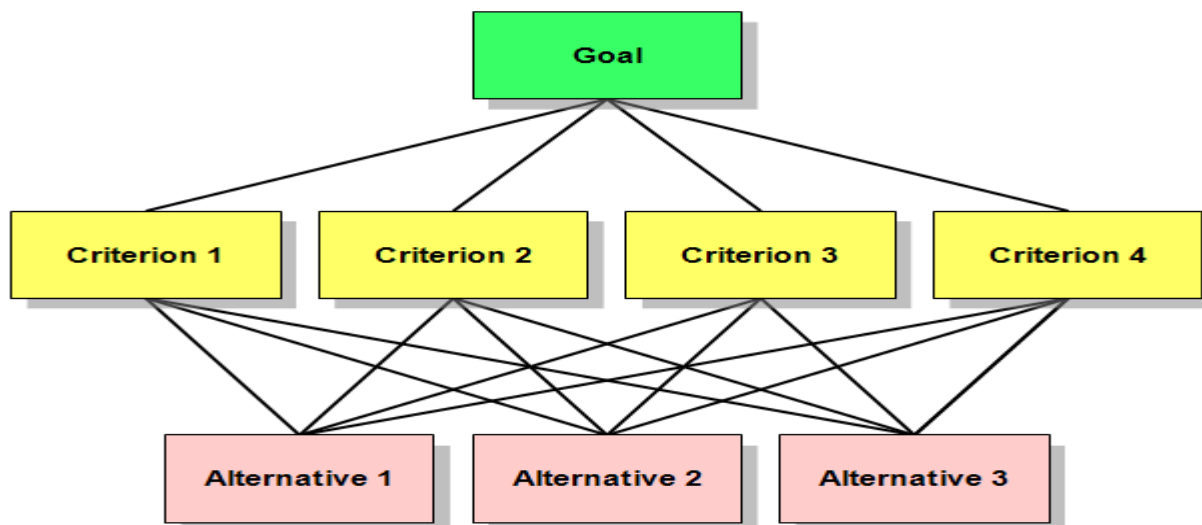 Goal
Criterion 1
Criterion 2
Criterion 3
Criterion 4
Alternative 1
Alternative 2
Alternative 3